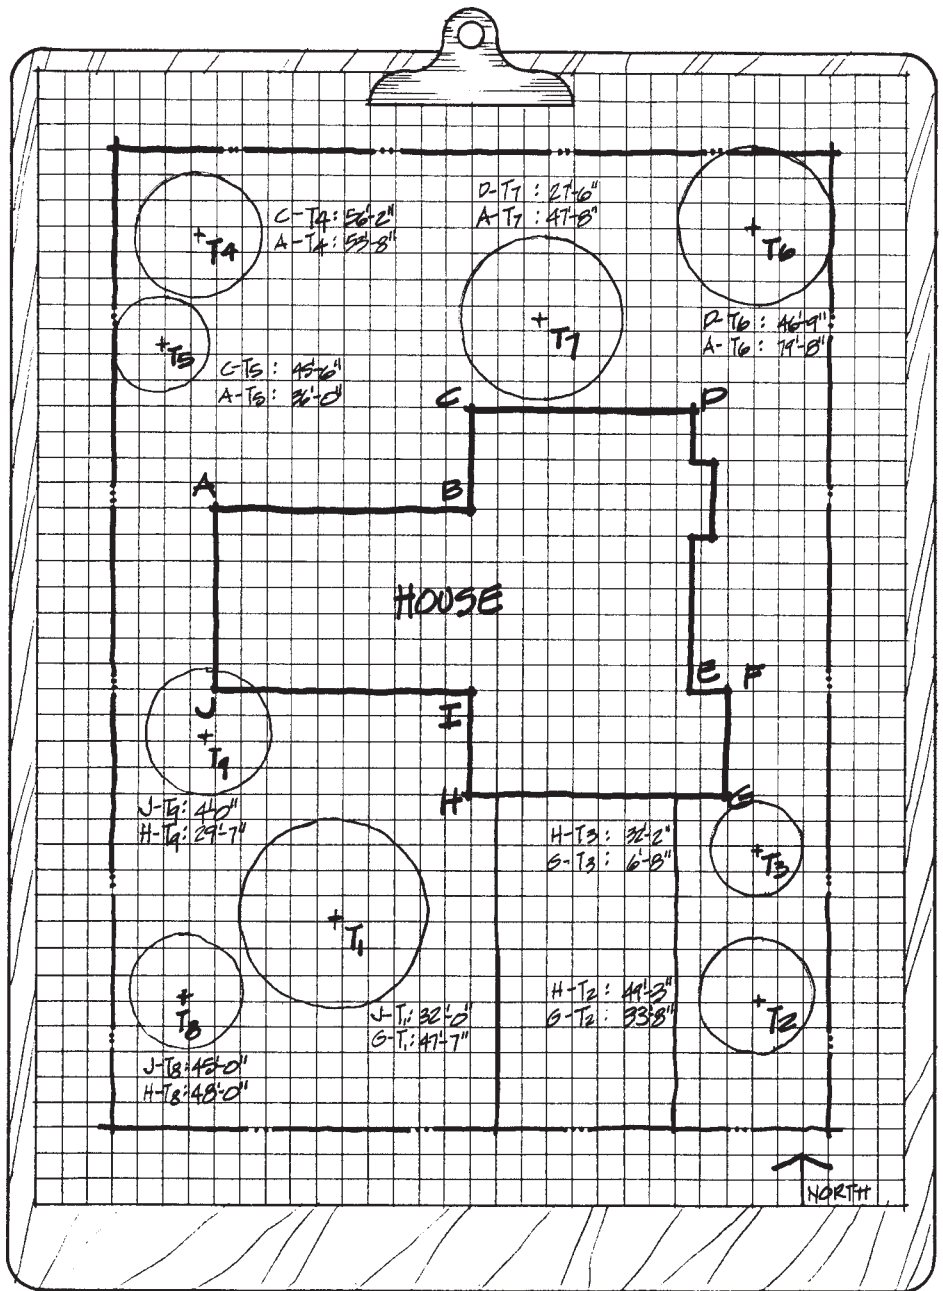 D-T7 : 27'-6"
A-T7 : 47'-8"
C-T4: 56'-2"
A-T4: 53'-8"
T4
T6
T7
D-T6 : 46'-9"
A-T6 : 79'-8"
T5
C-T5 : 45'-6"
A-T5 : 36'-0"
C
D
A
B
HOUSE
E
F
J
I
T9
H
G
J-T9: 4'-0"
H-T9: 29'-7"
H-T3: 32'-2"
G-T3: 6'-8"
T3
T1
H-T2: 49'-3"
G-T2: 33'-8"
T2
T8
J-T1: 32'-0"
G-T1: 47'-7"
J-T8: 45'-0"
H-T8: 48'-0"
NORTH